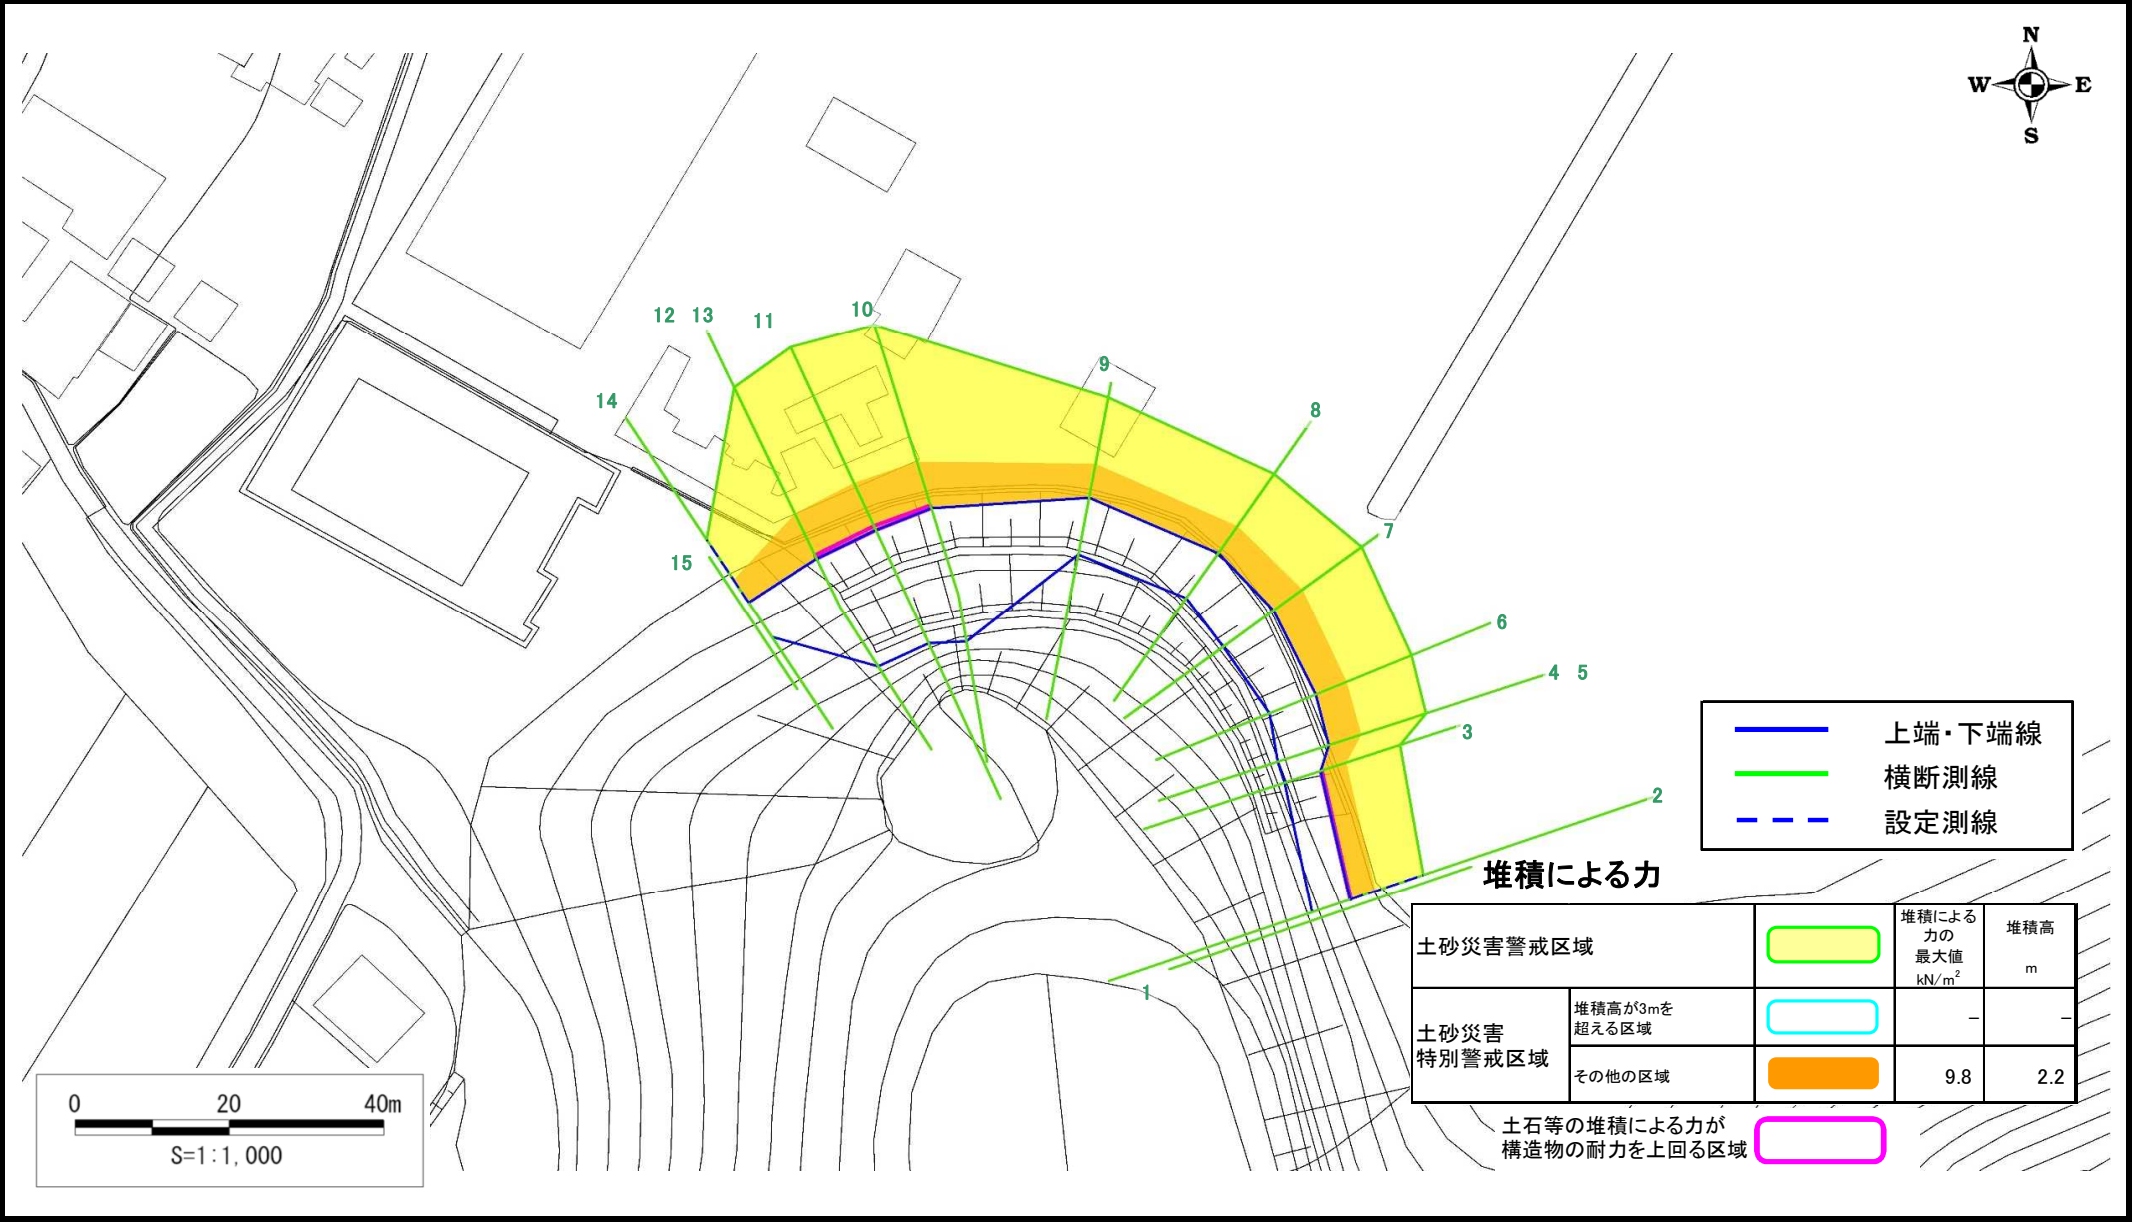 N
W E
S
10
12 13 11
9
14
8
7
15
6
4 5
3
2
1
上端・下端線
横断測線
設定測線
堆積による力
土砂災害警戒区域
堆積による
力の
最大値
kN/m²
堆積高
m
土砂災害
特別警戒区域
堆積高が3mを
超える区域
－ －
その他の区域
9.8 2.2
土石等の堆積による力が
構造物の耐力を上回る区域
0 20 40m
S=1:1,000